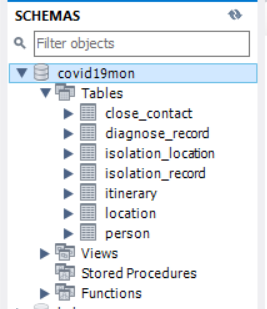 SCHEMAS
Filter objects
covid19mon
Tables
close_contact
diagnose_record
isolation_location
isolation_record
itinerary
location
person
Views
Stored Procedures
Functions